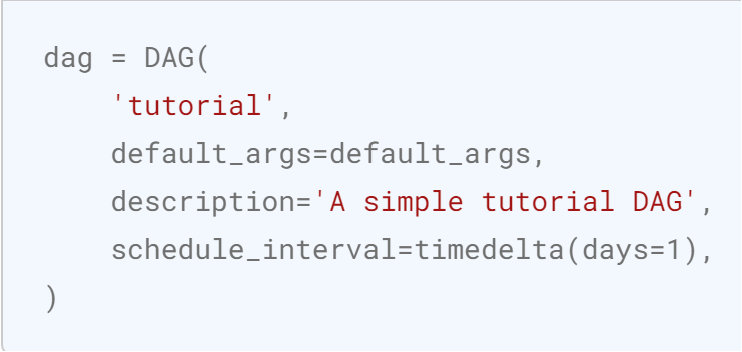 dag = DAG(
    'tutorial',
    default_args=default_args,
    description='A simple tutorial DAG',
    schedule_interval=timedelta(days=1),
)